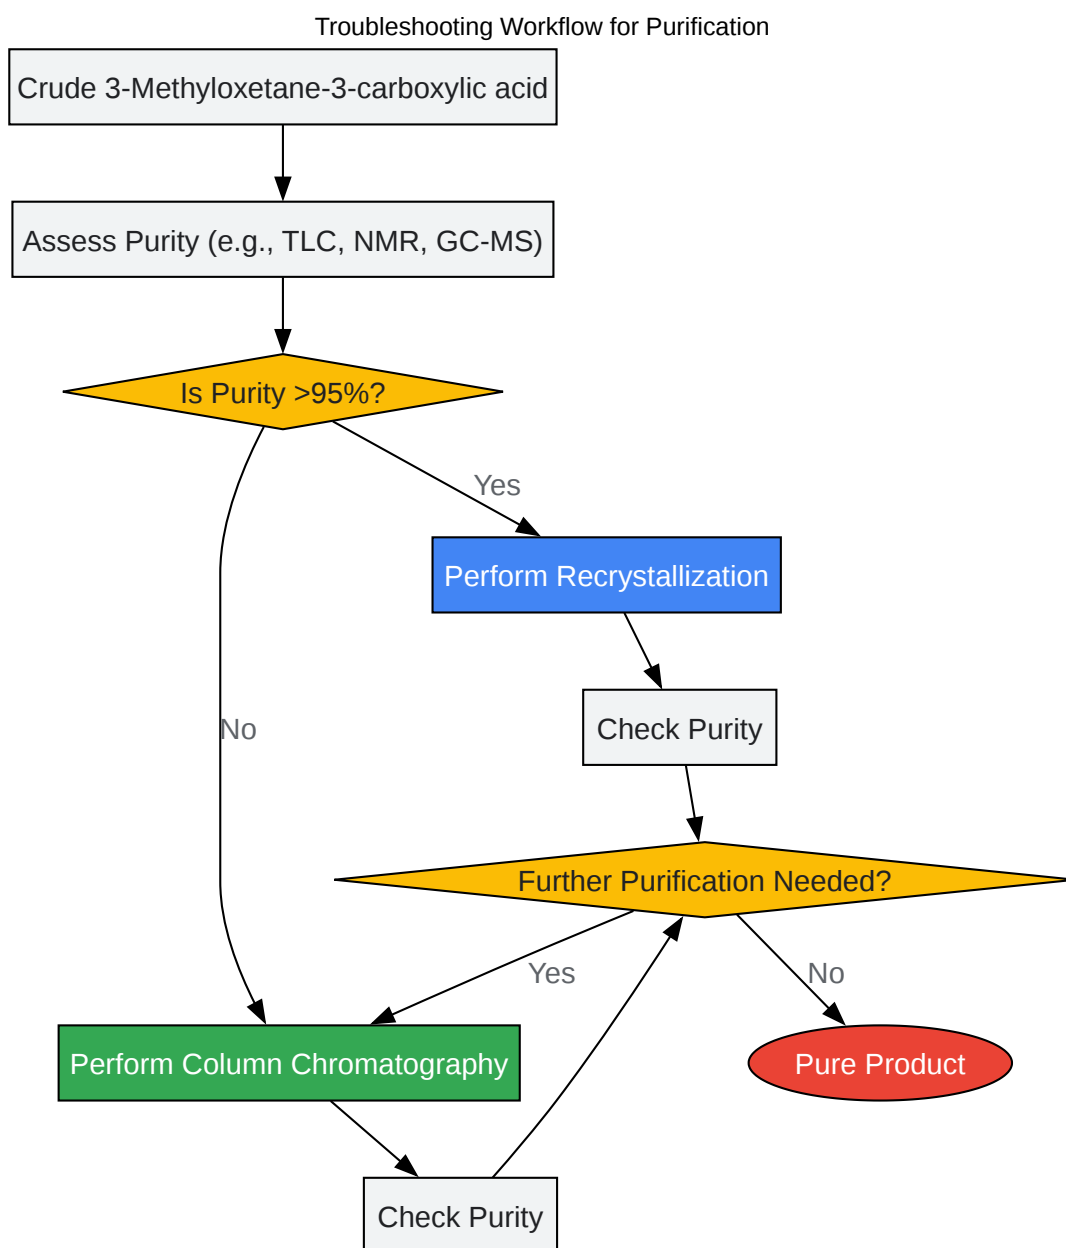 Troubleshooting Workflow for Purification
Crude 3-Methyloxetane-3-carboxylic acid
Assess Purity (e.g., TLC, NMR, GC-MS)
Is Purity >95%?
Yes
Perform Recrystallization
No
Check Purity
Further Purification Needed?
Yes
No
Perform Column Chromatography
Pure Product
Check Purity